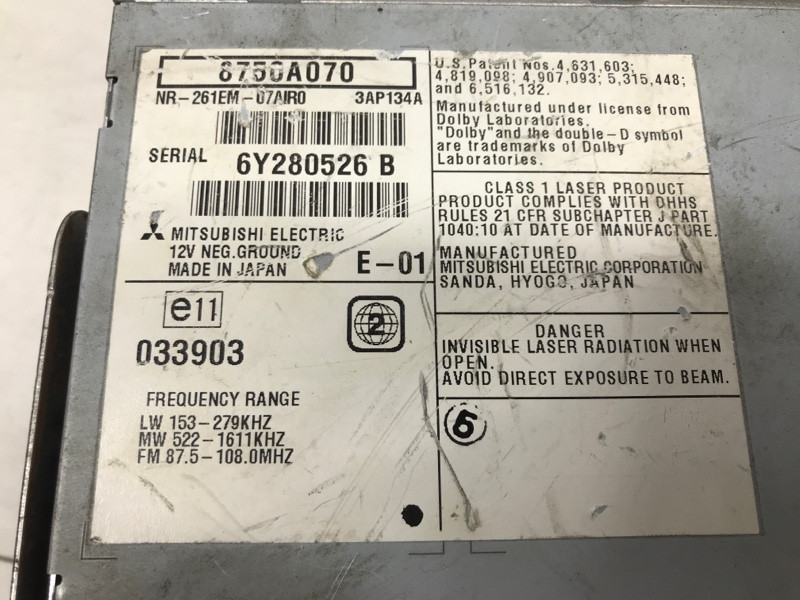 8750A070
NR-261EM-07AIR0 3AP134A
SERIAL 6Y280526 B
MITSUBISHI ELECTRIC
12V NEG.GROUND
MADE IN JAPAN E-01
e11
2
033903
FREQUENCY RANGE
LW 153-279KHZ
MW 522-1611KHZ
FM 87.5-108.0MHZ
U.S.Patent Nos.4,631,603;
4,819,098; 4,907,093; 5,315,448;
and 6,516,132.
Manufactured under license from
Dolby Laboratories.
"Dolby"and the double-D symbol
are trademarks of Dolby
Laboratories.
CLASS 1 LASER PRODUCT
PRODUCT COMPLIES WITH DHHS
RULES 21 CFR SUBCHAPTER J PART
1040:10 AT DATE OF MANUFACTURE.
MANUFACTURED
MITSUBISHI ELECTRIC CORPORATION
SANDA, HYOGO, JAPAN
DANGER
INVISIBLE LASER RADIATION WHEN
OPEN.
AVOID DIRECT EXPOSURE TO BEAM.
5